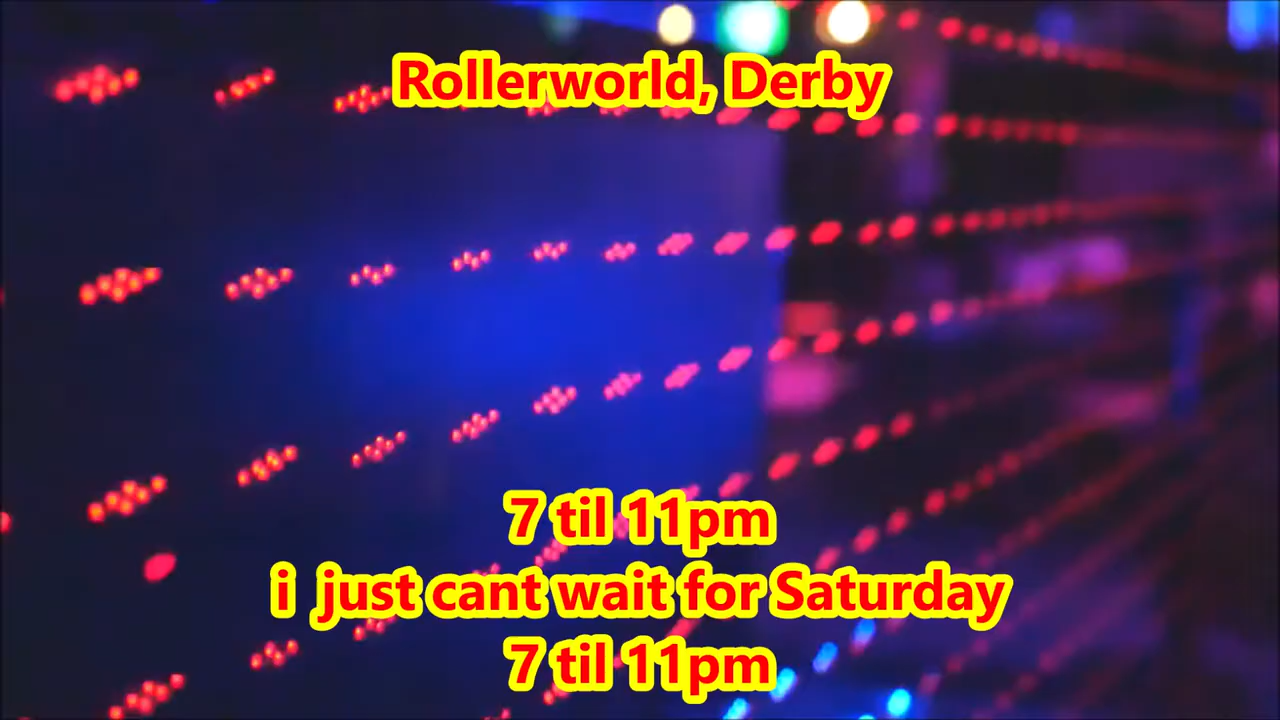 Rollerworld, Derby
7 til 11pm
i  just cant wait for Saturday
7 til 11pm